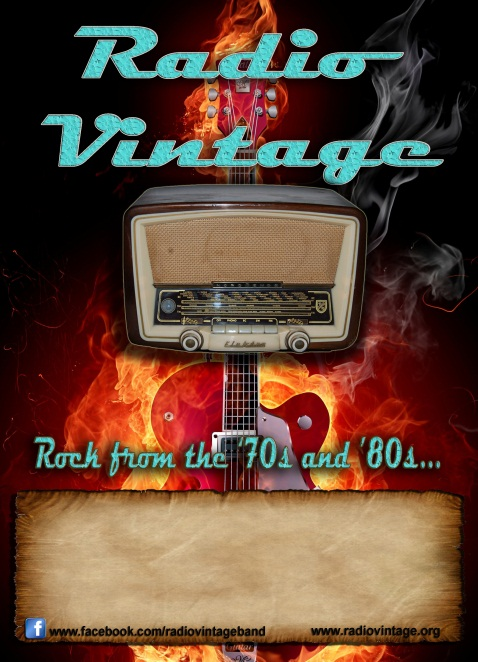 Radio
Vintage
Rock from the '70s and '80s...
f www.facebook.com/radiovintageband www.radiovintage.org